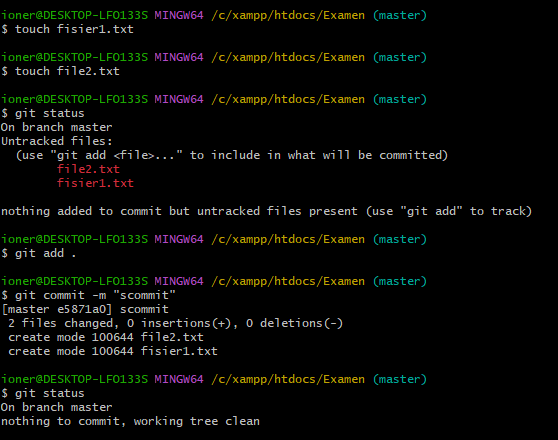 ioner@DESKTOP-LFO133S MINGW64 /c/xampp/htdocs/Examen (master)
$ touch fisier1.txt
ioner@DESKTOP-LFO133S MINGW64 /c/xampp/htdocs/Examen (master)
$ touch file2.txt
ioner@DESKTOP-LFO133S MINGW64 /c/xampp/htdocs/Examen (master)
$ git status
On branch master
Untracked files:
  (use "git add <file>..." to include in what will be committed)
        file2.txt
        fisier1.txt
nothing added to commit but untracked files present (use "git add" to track)
ioner@DESKTOP-LFO133S MINGW64 /c/xampp/htdocs/Examen (master)
$ git add .
ioner@DESKTOP-LFO133S MINGW64 /c/xampp/htdocs/Examen (master)
$ git commit -m "scommit"
[master e5871a0] scommit
 2 files changed, 0 insertions(+), 0 deletions(-)
 create mode 100644 file2.txt
 create mode 100644 fisier1.txt
ioner@DESKTOP-LFO133S MINGW64 /c/xampp/htdocs/Examen (master)
$ git status
On branch master
nothing to commit, working tree clean